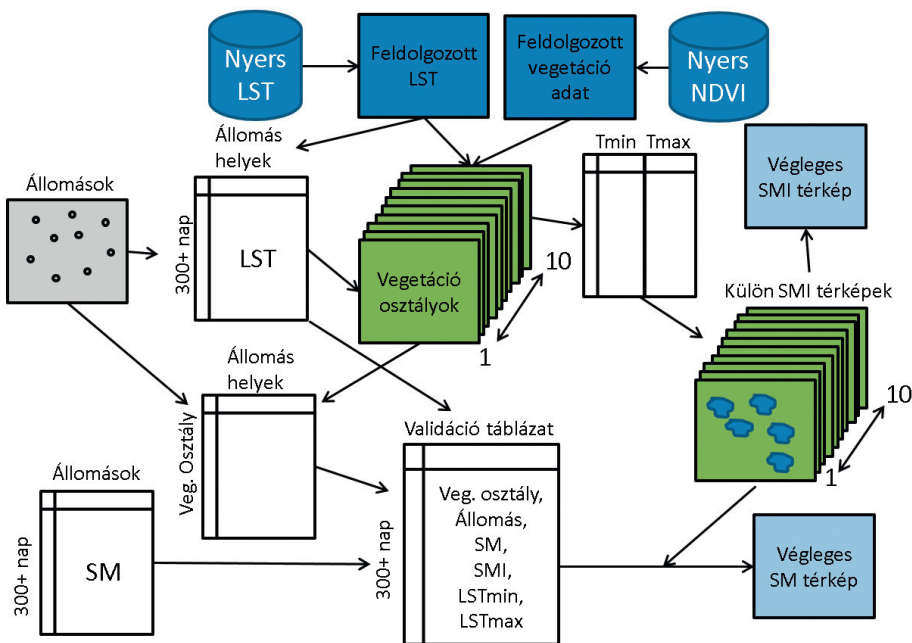 Nyers
LST
Feldolgozott
LST
Feldolgozott
vegetáció
adat
Nyers
NDVI
Állomás
helyek
Tmin Tmax
Végleges
SMI térkép
Állomások
300+ nap
LST
Vegetáció
osztályok
10
1
Külön SMI térképek
10
1
Állomás
helyek
Veg. Osztály
Validáció táblázat
Állomások
300+ nap
SM
300+ nap
Veg. osztály,
Állomás,
SM,
SMI,
LSTmin,
LSTmax
Végleges
SM térkép